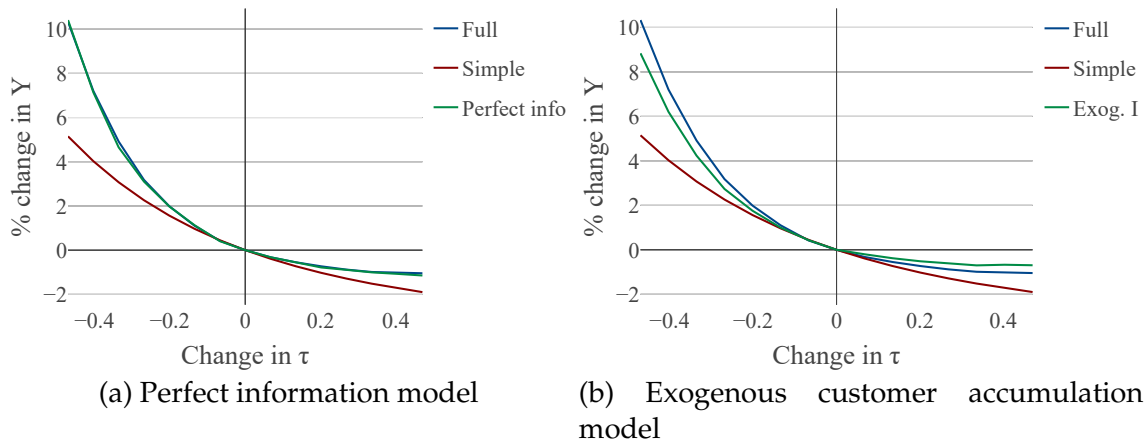 % change in Y
10
8
6
4
2
0
−2
−0.4
−0.2
0
0.2
0.4
Change in τ
Full
Simple
Perfect info
(a) Perfect information model
% change in Y
10
8
6
4
2
0
−2
−0.4
−0.2
0
0.2
0.4
Change in τ
Full
Simple
Exog. I
(b) Exogenous customer accumulation
model